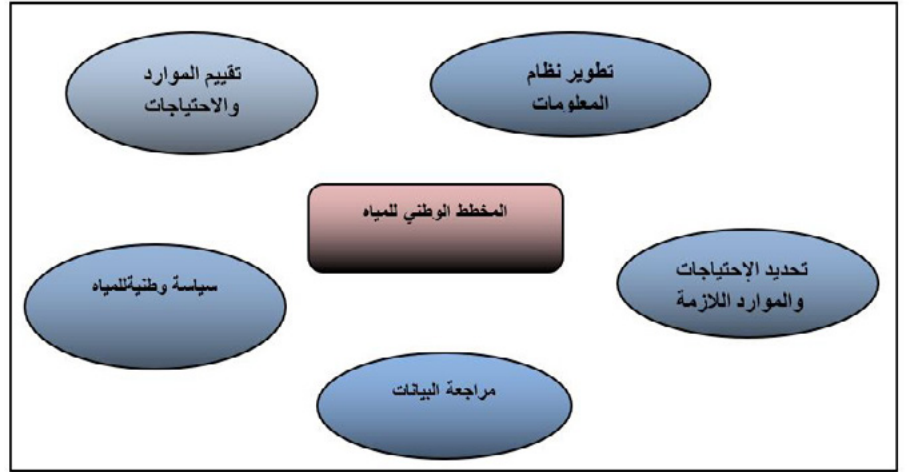 تطوير نظام
المعلومات
تقييم الموارد
والاحتياجات
المخطط الوطني للمياه
تحديد الإحتياجات
والموارد اللازمة
سياسة وطنيةللمياه
مراجعة البيانات